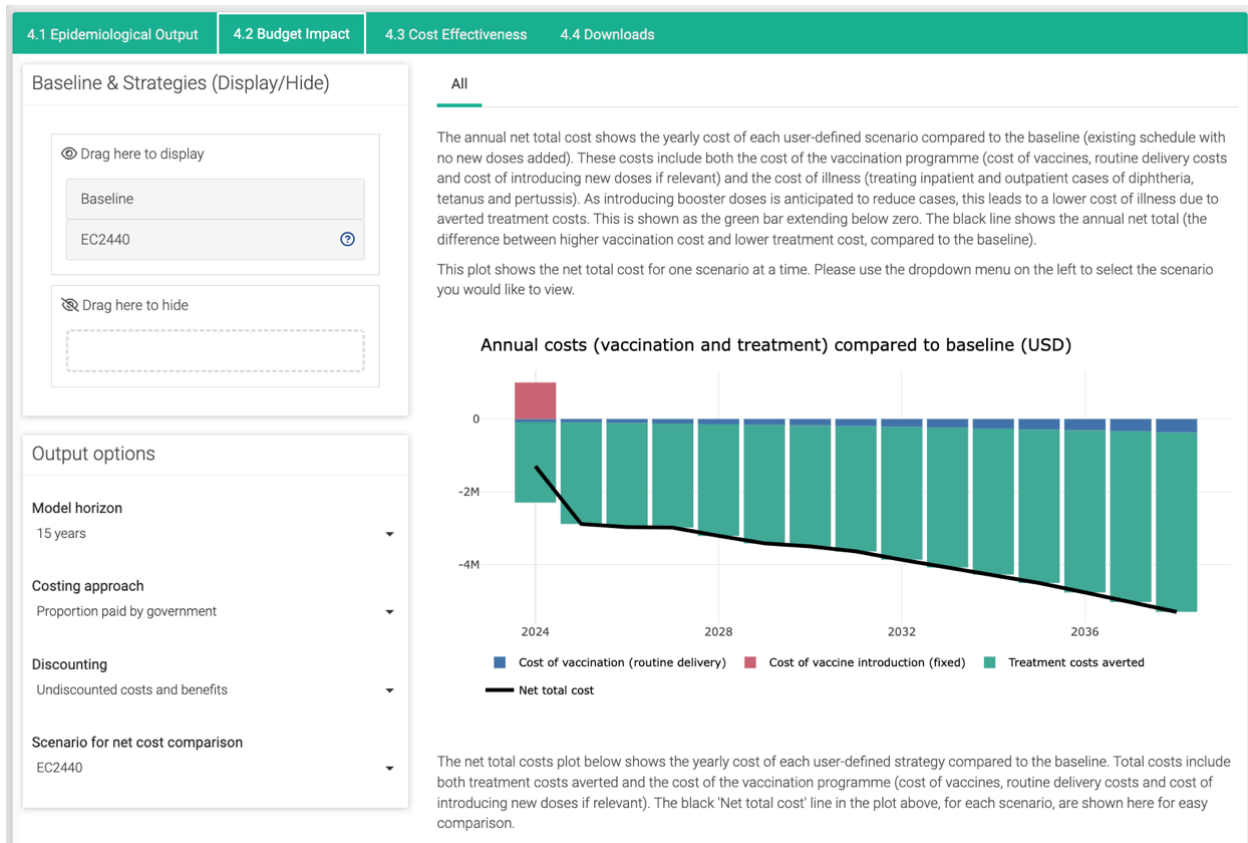 4.1 Epidemiological Output
4.2 Budget Impact
4.3 Cost Effectiveness
4.4 Downloads
Baseline & Strategies (Display/Hide)
Drag here to display
Baseline
EC2440
?
Drag here to hide
Output options
Model horizon
15 years
Costing approach
Proportion paid by government
Discounting
Undiscounted costs and benefits
Scenario for net cost comparison
EC2440
All
The annual net total cost shows the yearly cost of each user-defined scenario compared to the baseline (existing schedule with
no new doses added). These costs include both the cost of the vaccination programme (cost of vaccines, routine delivery costs
and cost of introducing new doses if relevant) and the cost of illness (treating inpatient and outpatient cases of diphtheria,
tetanus and pertussis). As introducing booster doses is anticipated to reduce cases, this leads to a lower cost of illness due to
averted treatment costs. This is shown as the green bar extending below zero. The black line shows the annual net total (the
difference between higher vaccination cost and lower treatment cost, compared to the baseline).
This plot shows the net total cost for one scenario at a time. Please use the dropdown menu on the left to select the scenario
you would like to view.
Annual costs (vaccination and treatment) compared to baseline (USD)
0
-2M
-4M
2024
2028
2032
2036
Cost of vaccination (routine delivery)
Cost of vaccine introduction (fixed)
Treatment costs averted
Net total cost
The net total costs plot below shows the yearly cost of each user-defined strategy compared to the baseline. Total costs include
both treatment costs averted and the cost of the vaccination programme (cost of vaccines, routine delivery costs and cost of
introducing new doses if relevant). The black 'Net total cost' line in the plot above, for each scenario, are shown here for easy
comparison.